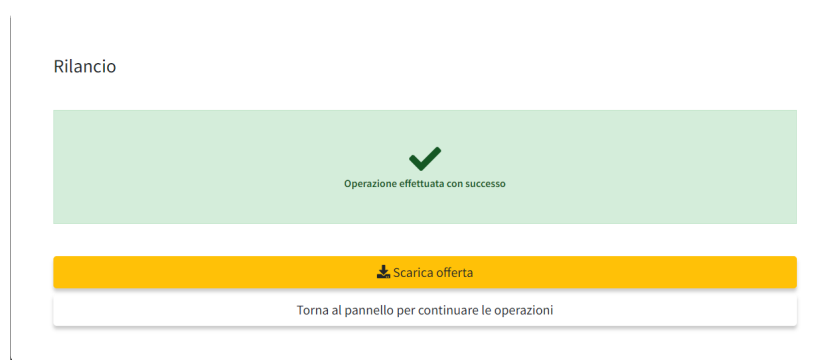 Rilancio
Operazione effettuata con successo
Scarica offerta
Torna al pannello per continuare le operazioni